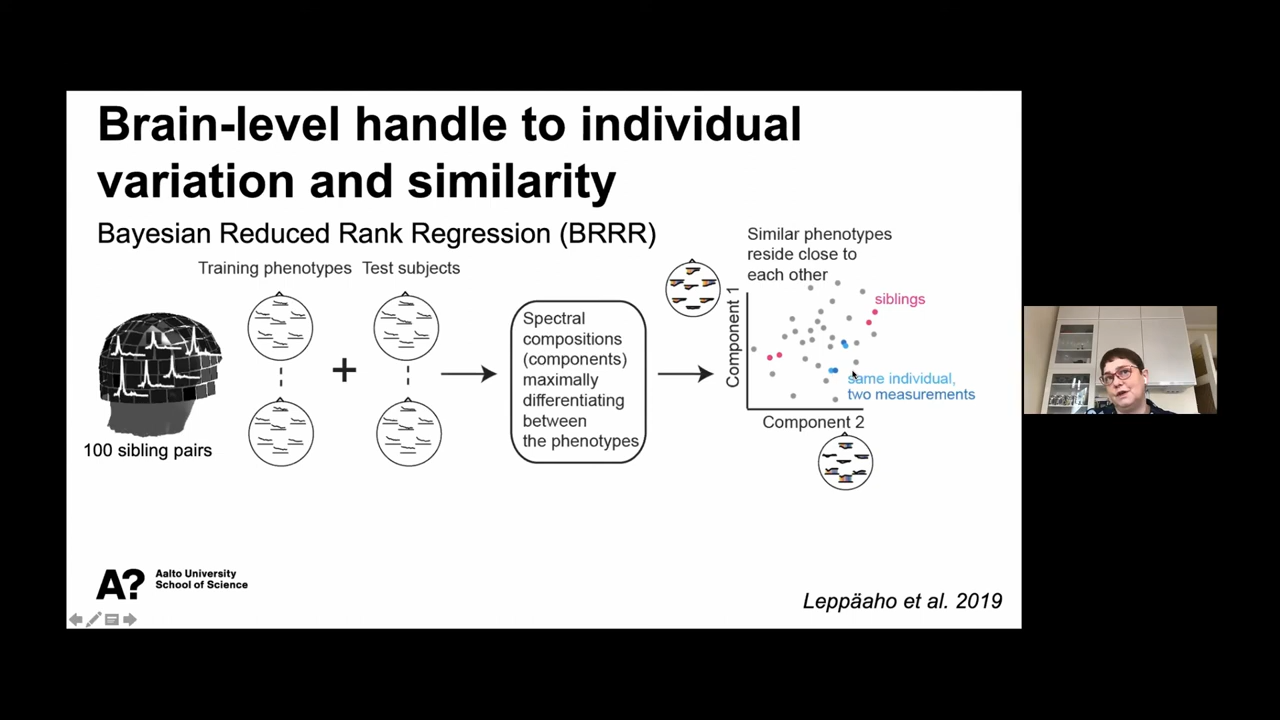 Brain-level handle to individual
variation and similarity
Bayesian Reduced Rank Regression (BRRR)
Training phenotypes
Test subjects
100 sibling pairs
+
Spectral
compositions
(components)
maximally
differentiating
between
the phenotypes
Similar phenotypes
reside close to
each other
siblings
same individual,
two measurements
Component 1
Component 2
A?
Aalto University
School of Science
Leppäaho et al. 2019